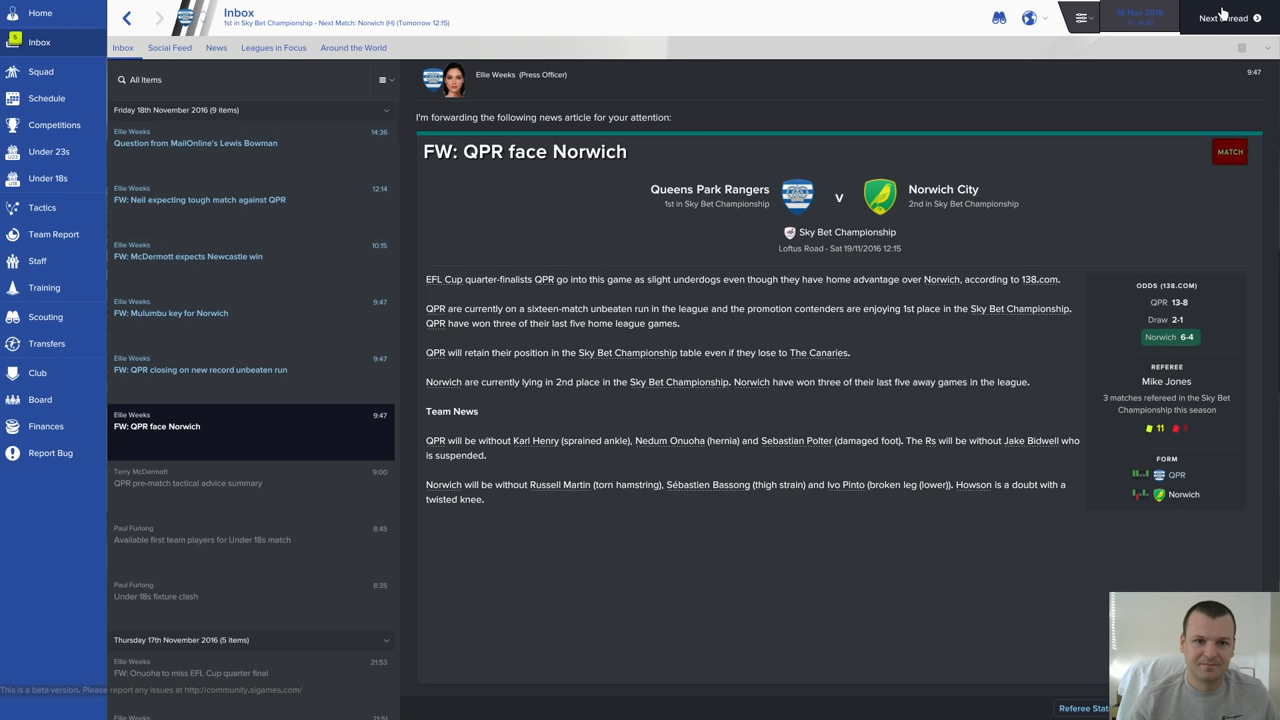 Home
Inbox
1st in Sky Bet Championship - Next Match: Norwich (H) (Tomorrow 12:15)
18 Nov 2016
Next Unread
5
Inbox
Inbox
Social Feed
News
Leagues in Focus
Around the World
Squad
Schedule
Competitions
U23
Under 23s
U18
Under 18s
Tactics
Team Report
Staff
Training
Scouting
Transfers
Club
Board
Finances
Report Bug
All Items
Friday 18th November 2016 (9 items)
Ellie Weeks 14:36
Question from MailOnline's Lewis Bowman
Ellie Weeks 12:14
FW: Neil expecting tough match against QPR
Ellie Weeks 10:15
FW: McDermott expects Newcastle win
Ellie Weeks 9:47
FW: Mulumbu key for Norwich
Ellie Weeks 9:47
FW: QPR closing on new record unbeaten run
Ellie Weeks 9:47
FW: QPR face Norwich
Terry McDermott 9:00
QPR pre-match tactical advice summary
Paul Furlong 8:45
Available first team players for Under 18s match
Paul Furlong 8:35
Under 18s fixture clash
Thursday 17th November 2016 (5 items)
Ellie Weeks 21:53
FW: Onuoha to miss EFL Cup quarter final
Ellie Weeks 21:51
This is a beta version. Please report any issues at http://community.sigames.com/
Ellie Weeks (Press Officer) 9:47
I'm forwarding the following news article for your attention:
FW: QPR face Norwich
MATCH
Queens Park Rangers
1st in Sky Bet Championship
v
Norwich City
2nd in Sky Bet Championship
Sky Bet Championship
Loftus Road - Sat 19/11/2016 12:15
EFL Cup quarter-finalists QPR go into this game as slight underdogs even though they have home advantage over Norwich, according to 138.com.
QPR are currently on a sixteen-match unbeaten run in the league and the promotion contenders are enjoying 1st place in the Sky Bet Championship.
QPR have won three of their last five home league games.
QPR will retain their position in the Sky Bet Championship table even if they lose to The Canaries.
Norwich are currently lying in 2nd place in the Sky Bet Championship. Norwich have won three of their last five away games in the league.
Team News
QPR will be without Karl Henry (sprained ankle), Nedum Onuoha (hernia) and Sebastian Polter (damaged foot). The Rs will be without Jake Bidwell who
is suspended.
Norwich will be without Russell Martin (torn hamstring), Sébastien Bassong (thigh strain) and Ivo Pinto (broken leg (lower)). Howson is a doubt with a
twisted knee.
ODDS (138.COM)
QPR 13-8
Draw 2-1
Norwich 6-4
REFEREE
Mike Jones
3 matches refereed in the Sky Bet
Championship this season
11
FORM
QPR
Norwich
Referee Stats